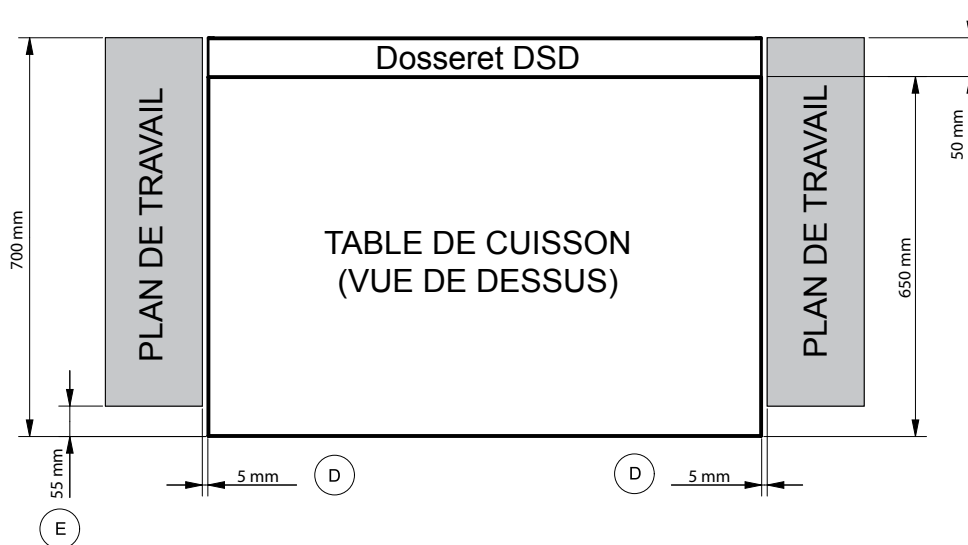 Dosseret DSD
50 mm
PLAN DE TRAVAIL
PLAN DE TRAVAIL
700 mm
TABLE DE CUISSON
(VUE DE DESSUS)
650 mm
55 mm
5 mm
D
D
5 mm
E